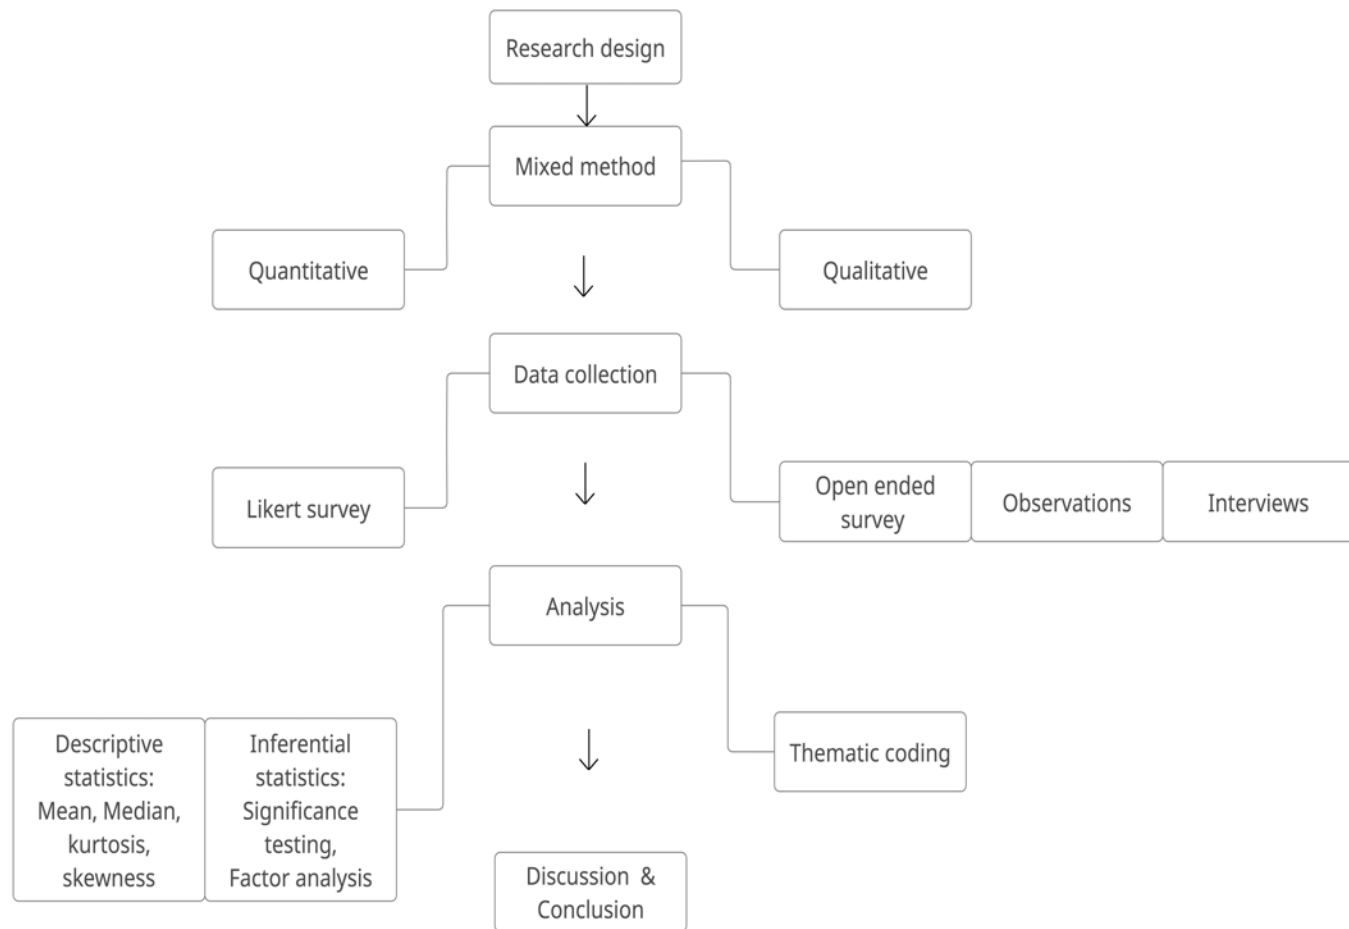 Research design
Mixed method
Quantitative
Qualitative
Data collection
Likert survey
Open ended
survey
Observations
Interviews
Analysis
Descriptive
statistics:
Mean, Median,
kurtosis,
skewness
Inferential
statistics:
Significance
testing,
Factor analysis
Thematic coding
Discussion &
Conclusion